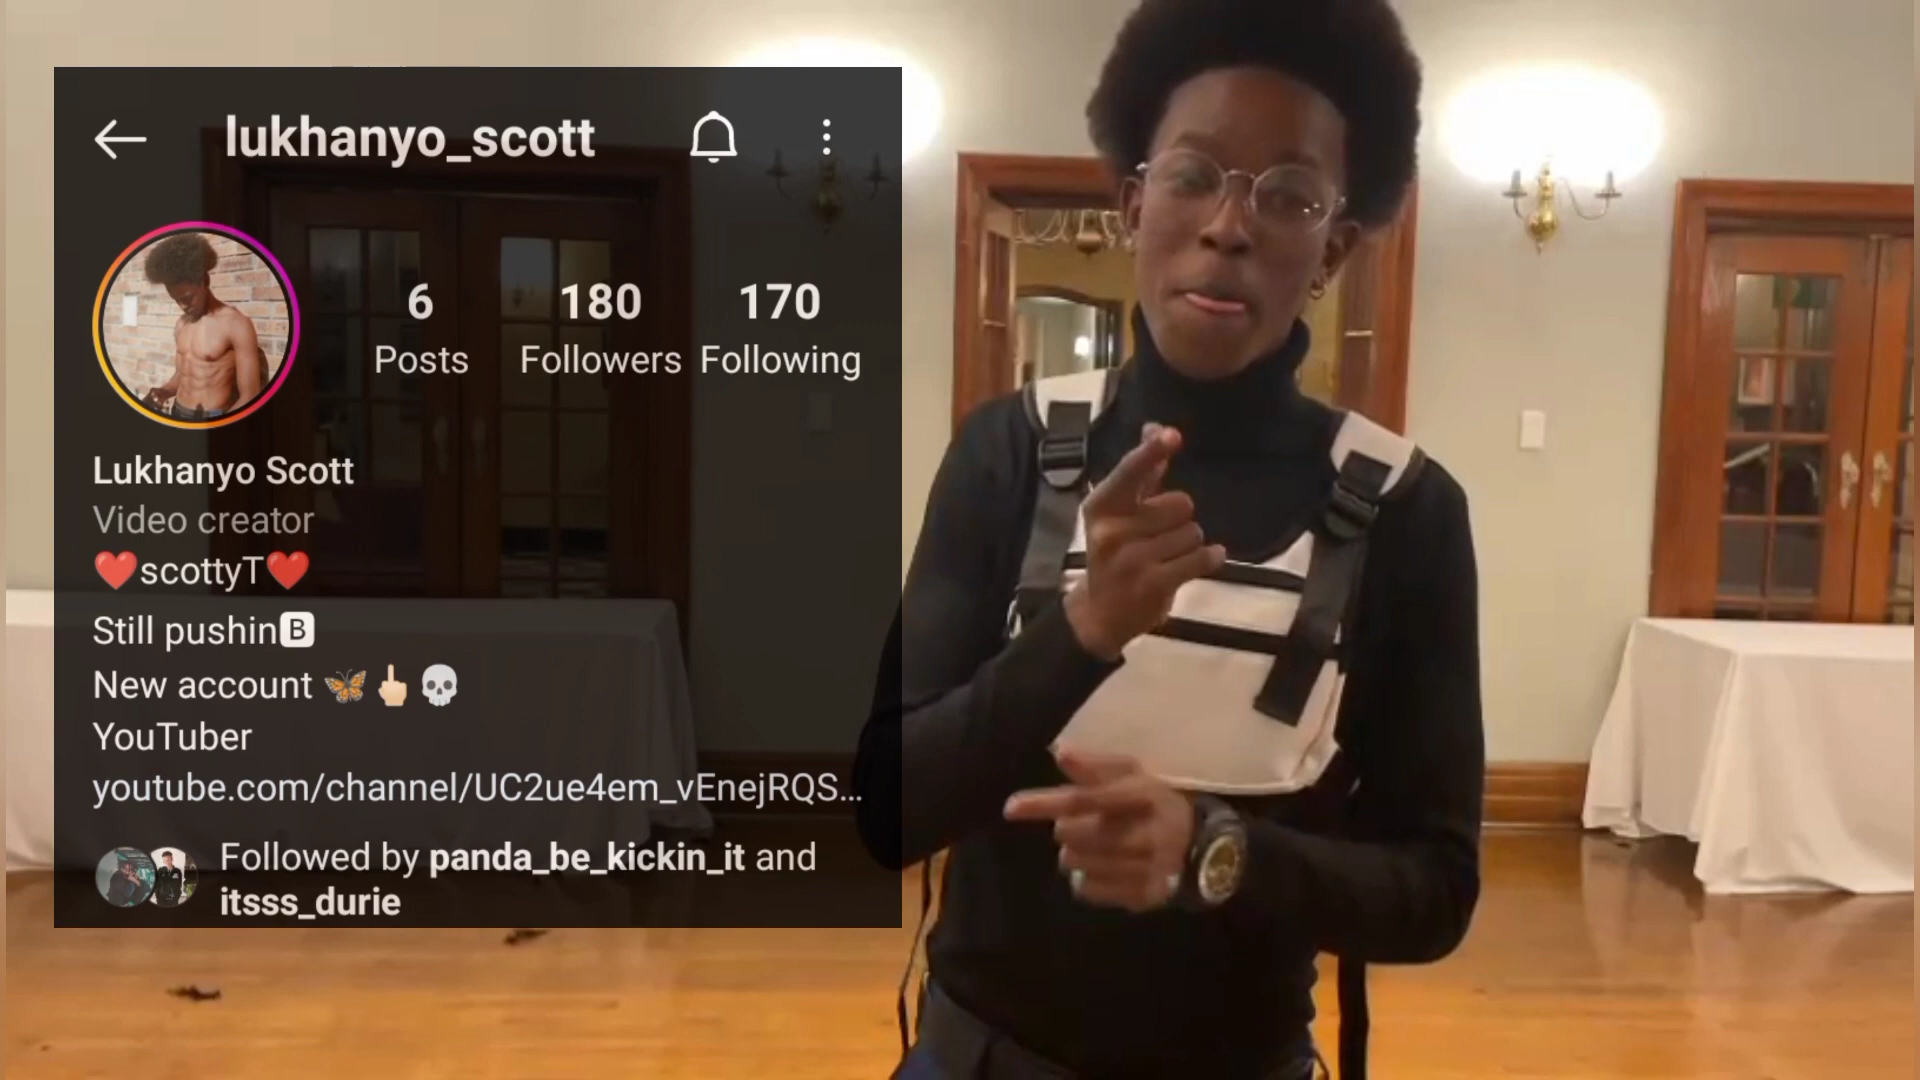 lukhanyo_scott
6 180 170
Posts Followers Following
Lukhanyo Scott
Video creator
❤️scottyT❤️
Still pushin🅱
New account 🦋🖕🏻💀
YouTuber
youtube.com/channel/UC2ue4em_vEnejRQS...
Followed by panda_be_kickin_it and
itsss_durie